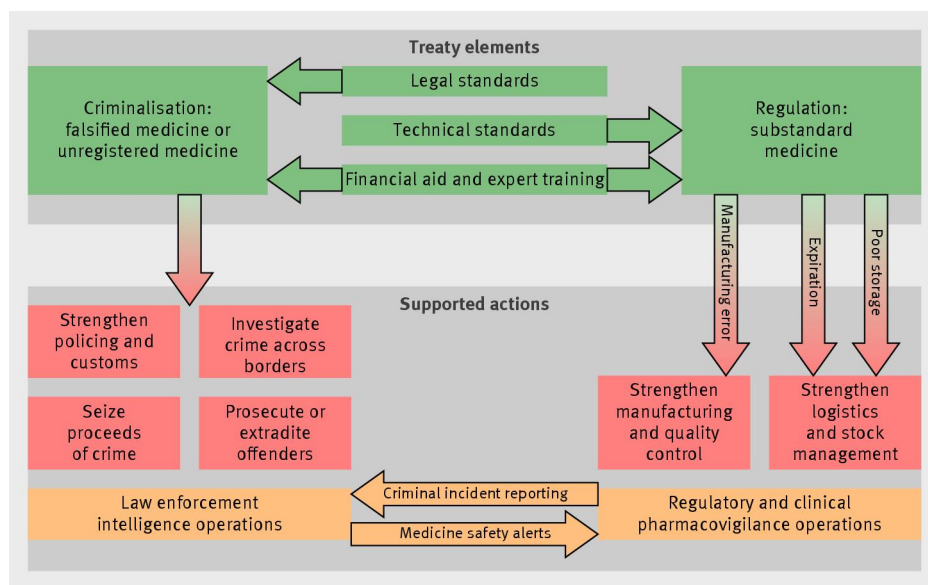 Treaty elements
Criminalisation:
falsified medicine or
unregistered medicine
Legal standards
Technical standards
Financial aid and expert training
Regulation:
substandard
medicine
Manufacturing error
Expiration
Poor storage
Supported actions
Strengthen
policing and
customs
Investigate
crime across
borders
Seize
proceeds
of crime
Prosecute or
extradite
offenders
Strengthen
manufacturing
and quality
control
Strengthen
logistics
and stock
management
Law enforcement
intelligence operations
Criminal incident reporting
Medicine safety alerts
Regulatory and clinical
pharmacovigilance operations